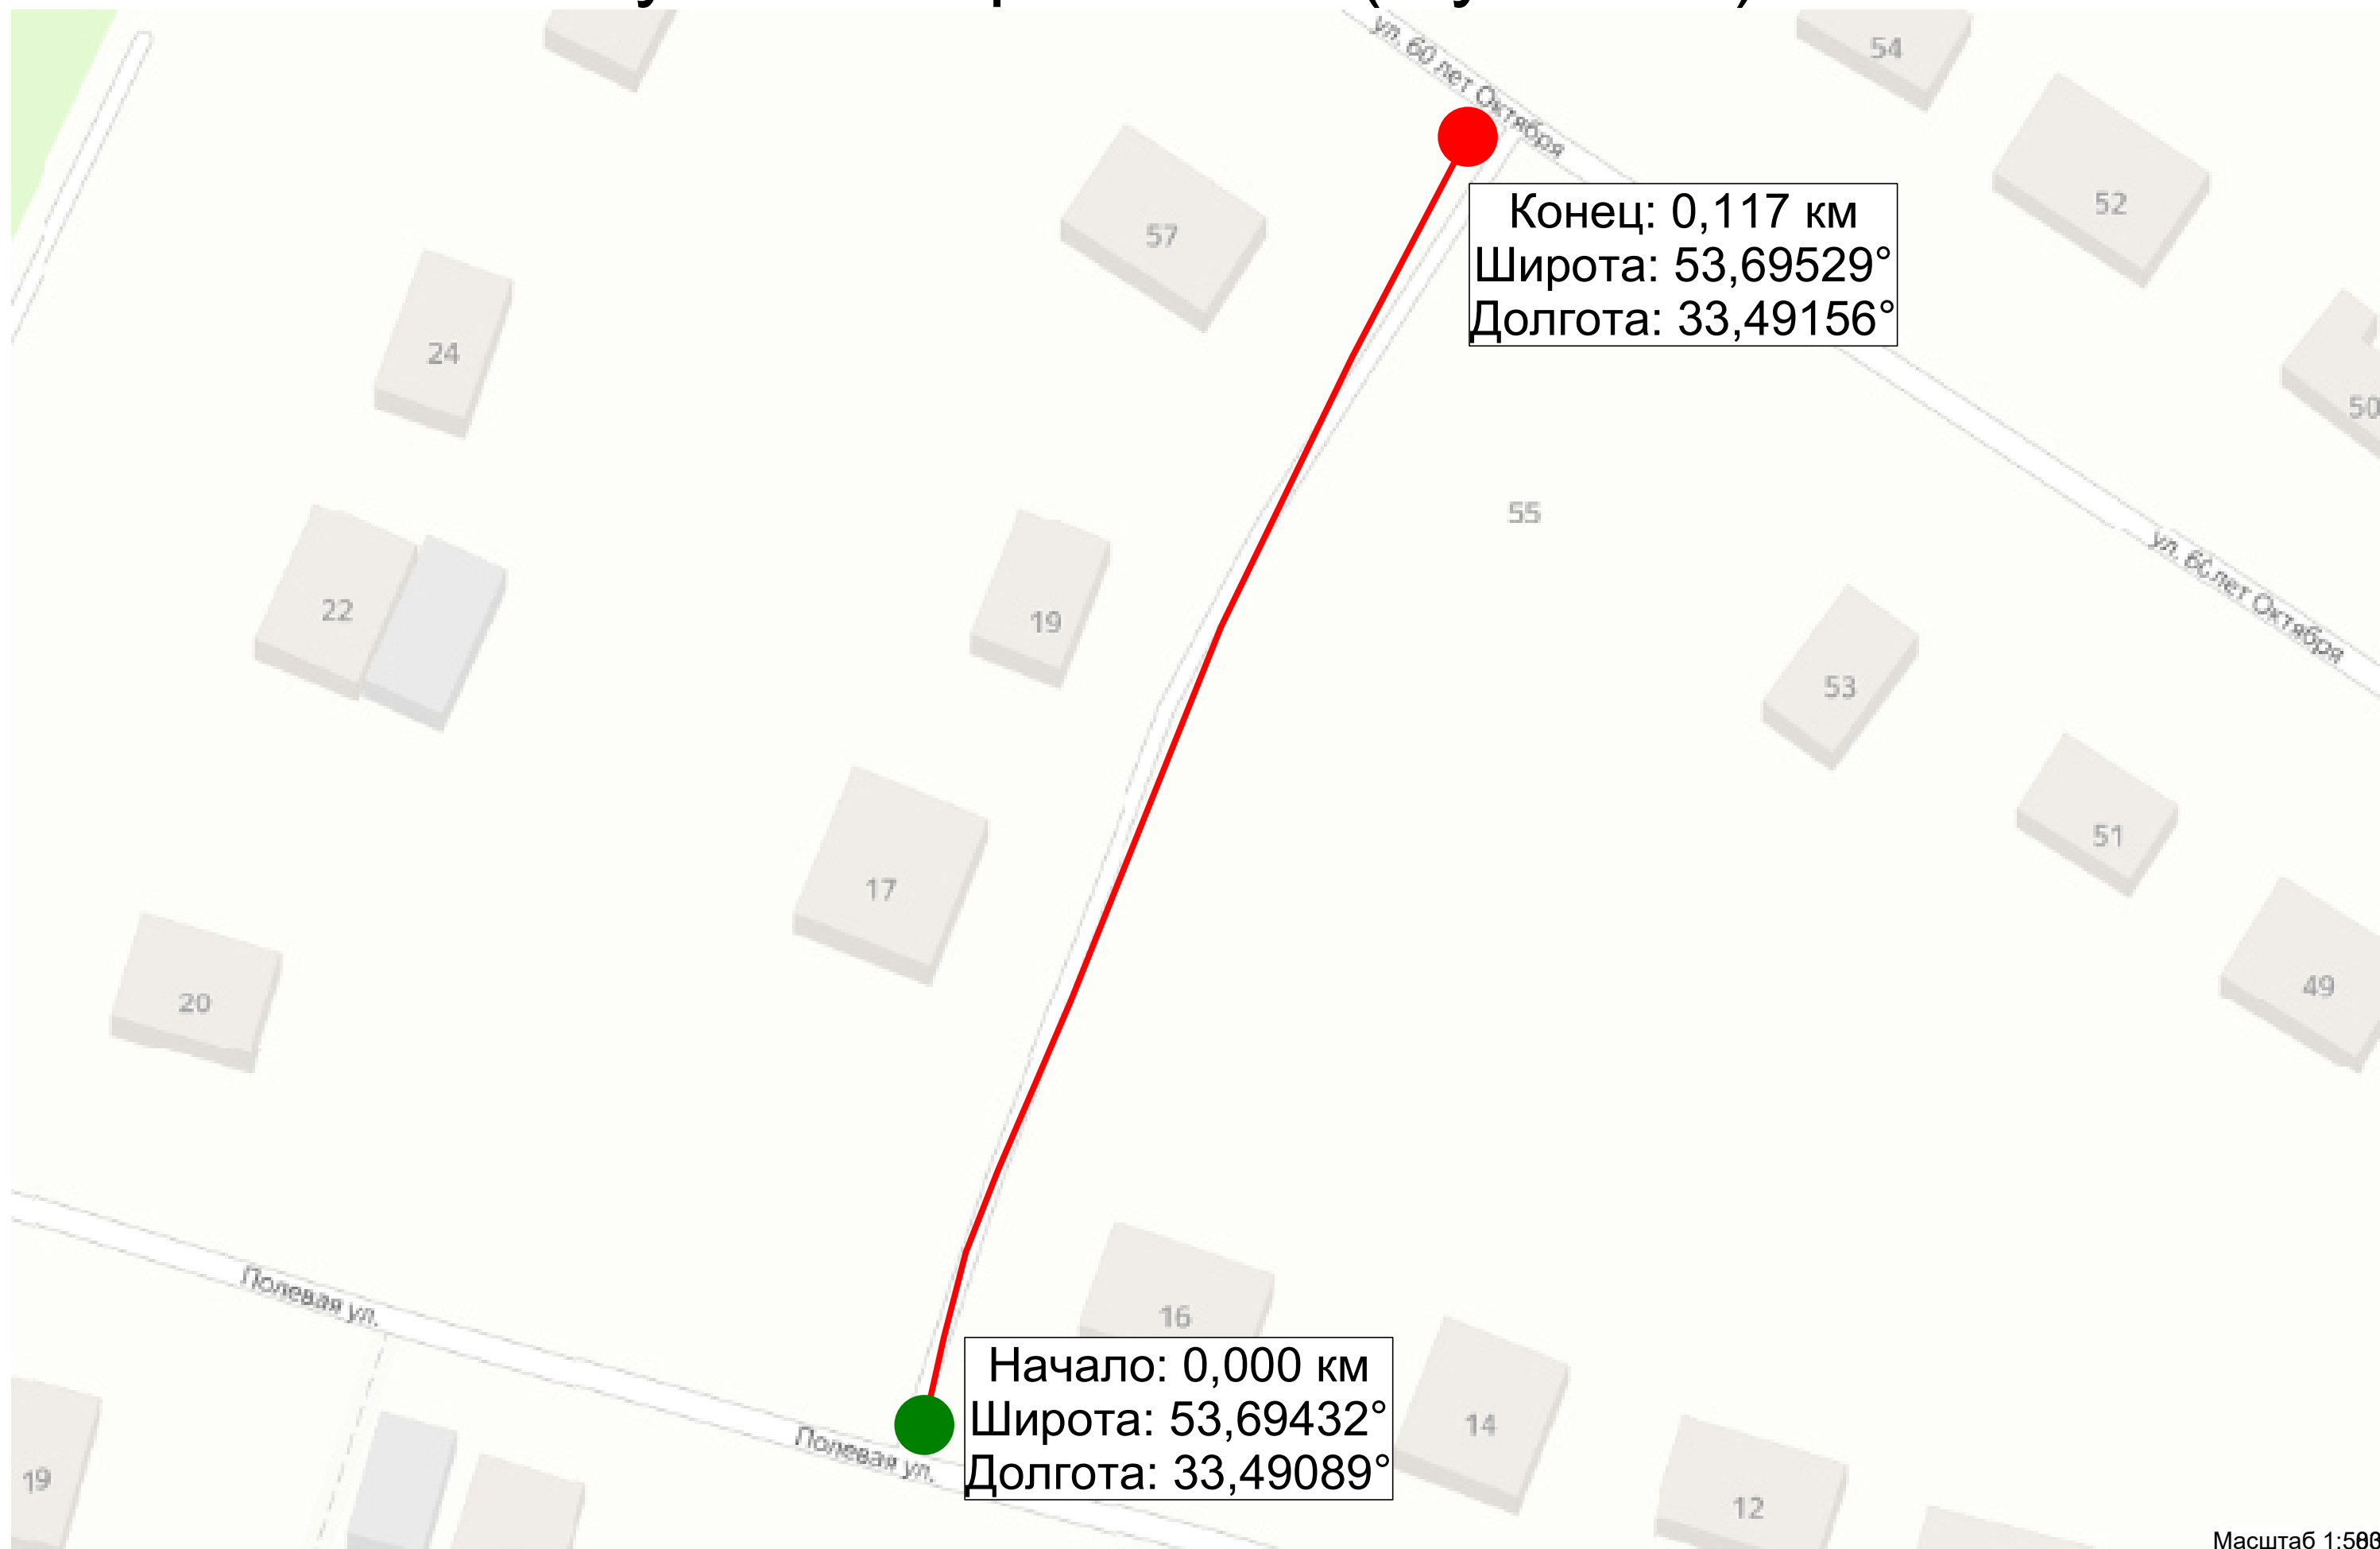 ул. 60 лет Октября
54
52
57
Конец: 0,117 км
Широта: 53,69529°
Долгота: 33,49156°
24
50
55
ул. 60 лет Октября
22
19
53
51
17
49
20
Полевая ул.
16
Начало: 0,000 км
Широта: 53,69432°
Долгота: 33,49089°
14
Полевая ул.
19
12
Масштаб